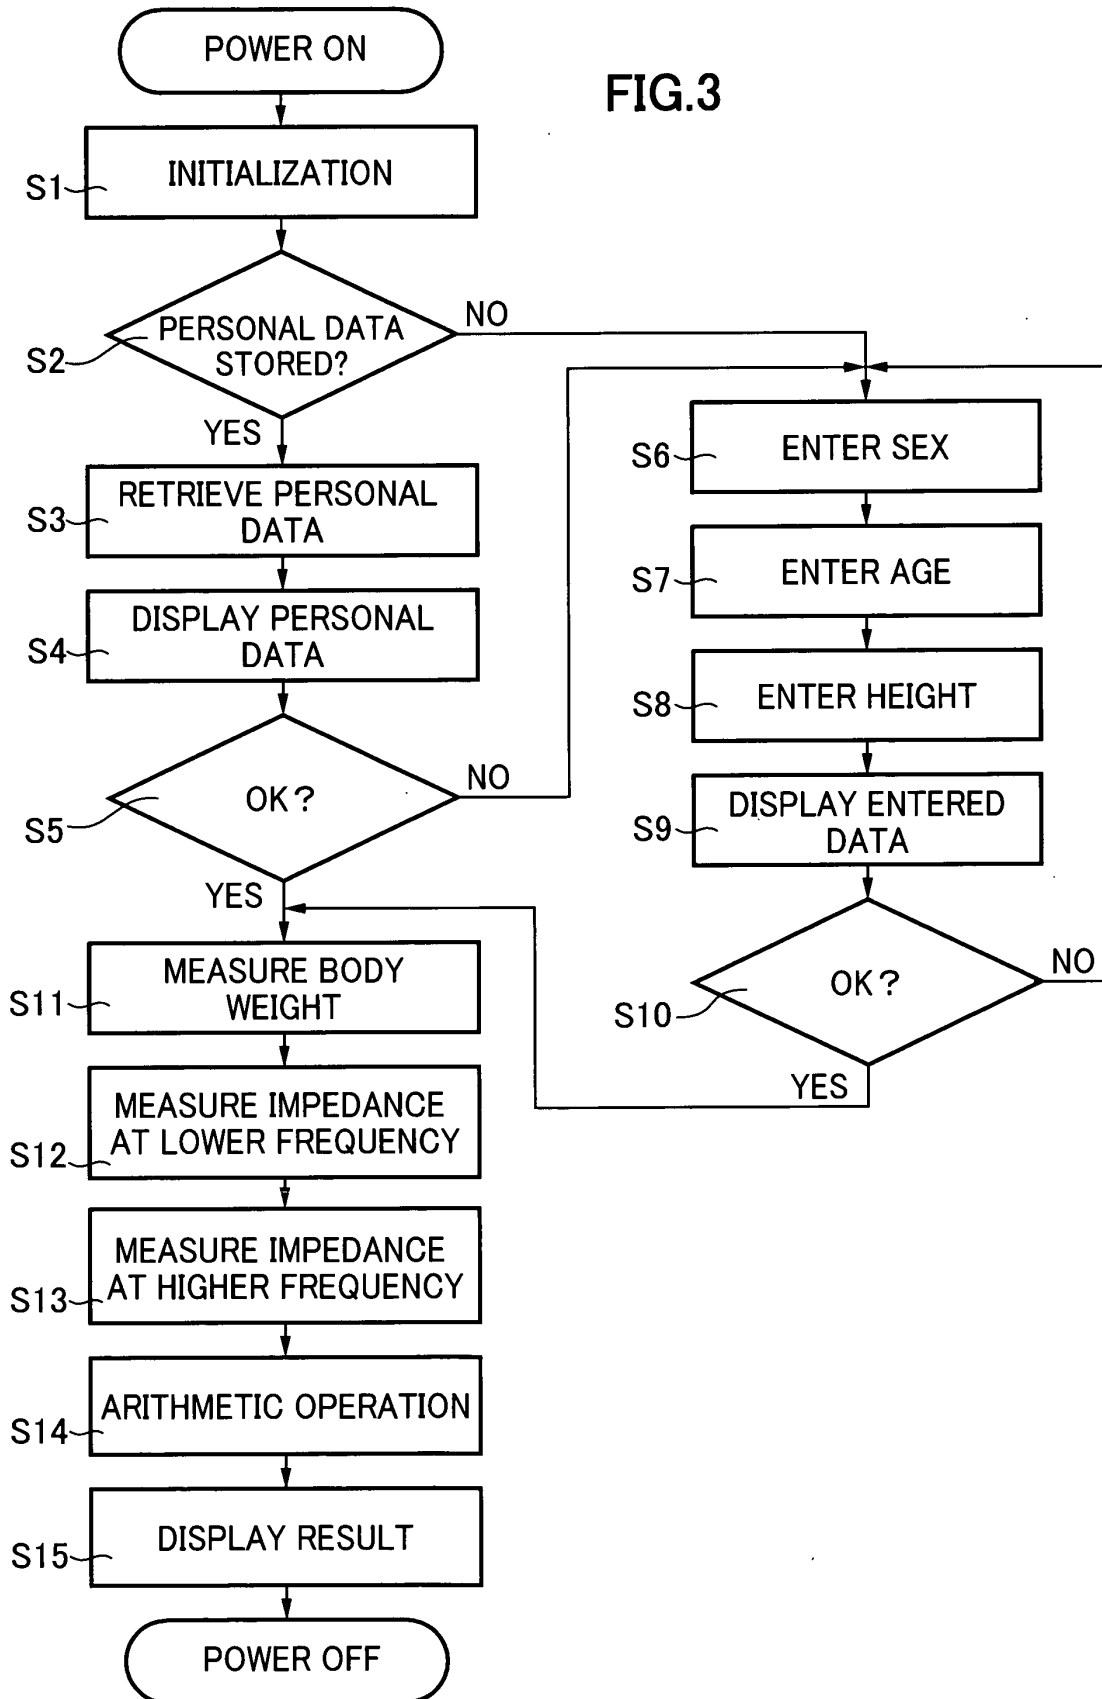 POWER ON
FIG.3
S1
INITIALIZATION
S2
PERSONAL DATA
STORED?
NO
YES
S3
RETRIEVE PERSONAL
DATA
S4
DISPLAY PERSONAL
DATA
S5
OK?
NO
YES
S6
ENTER SEX
S7
ENTER AGE
S8
ENTER HEIGHT
S9
DISPLAY ENTERED
DATA
S10
OK?
NO
YES
S11
MEASURE BODY
WEIGHT
S12
MEASURE IMPEDANCE
AT LOWER FREQUENCY
S13
MEASURE IMPEDANCE
AT HIGHER FREQUENCY
S14
ARITHMETIC OPERATION
S15
DISPLAY RESULT
POWER OFF